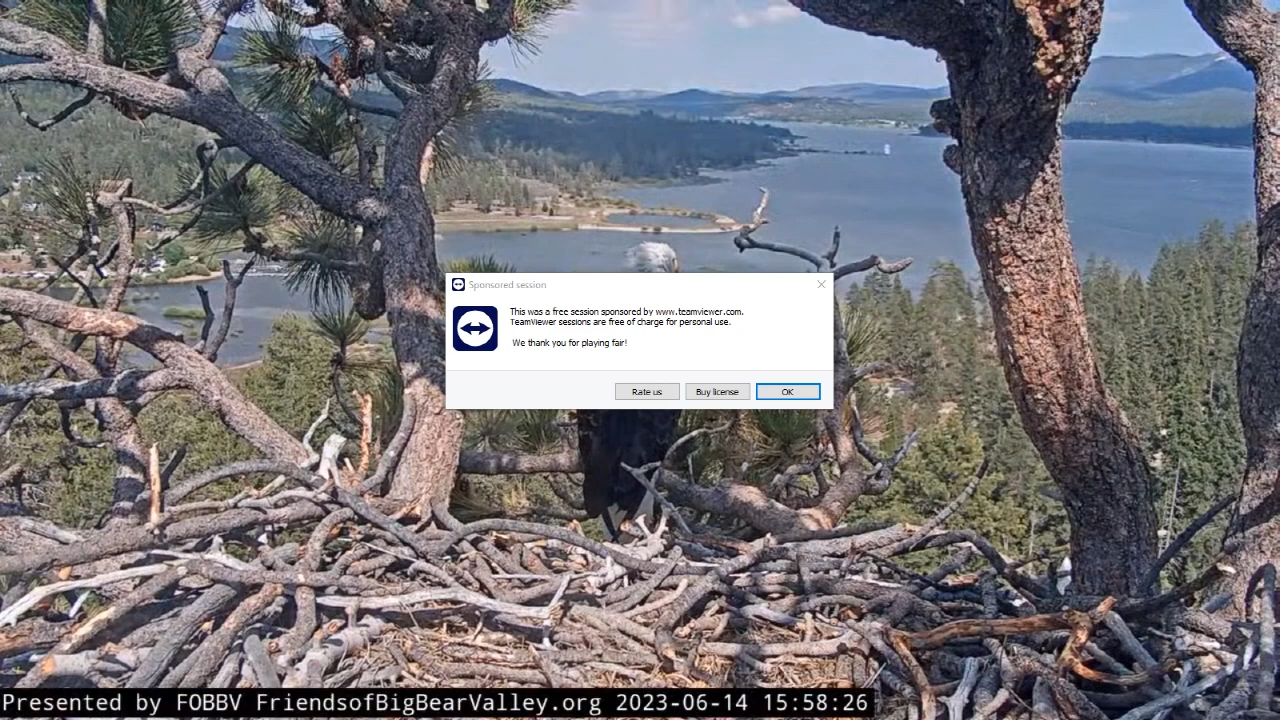 Sponsored session
This was a free session sponsored by www.teamviewer.com.
TeamViewer sessions are free of charge for personal use.
We thank you for playing fair!
Rate us Buy license OK
Presented by FOBBV FriendsofBigBearValley.org 2023-06-14 15:58:26